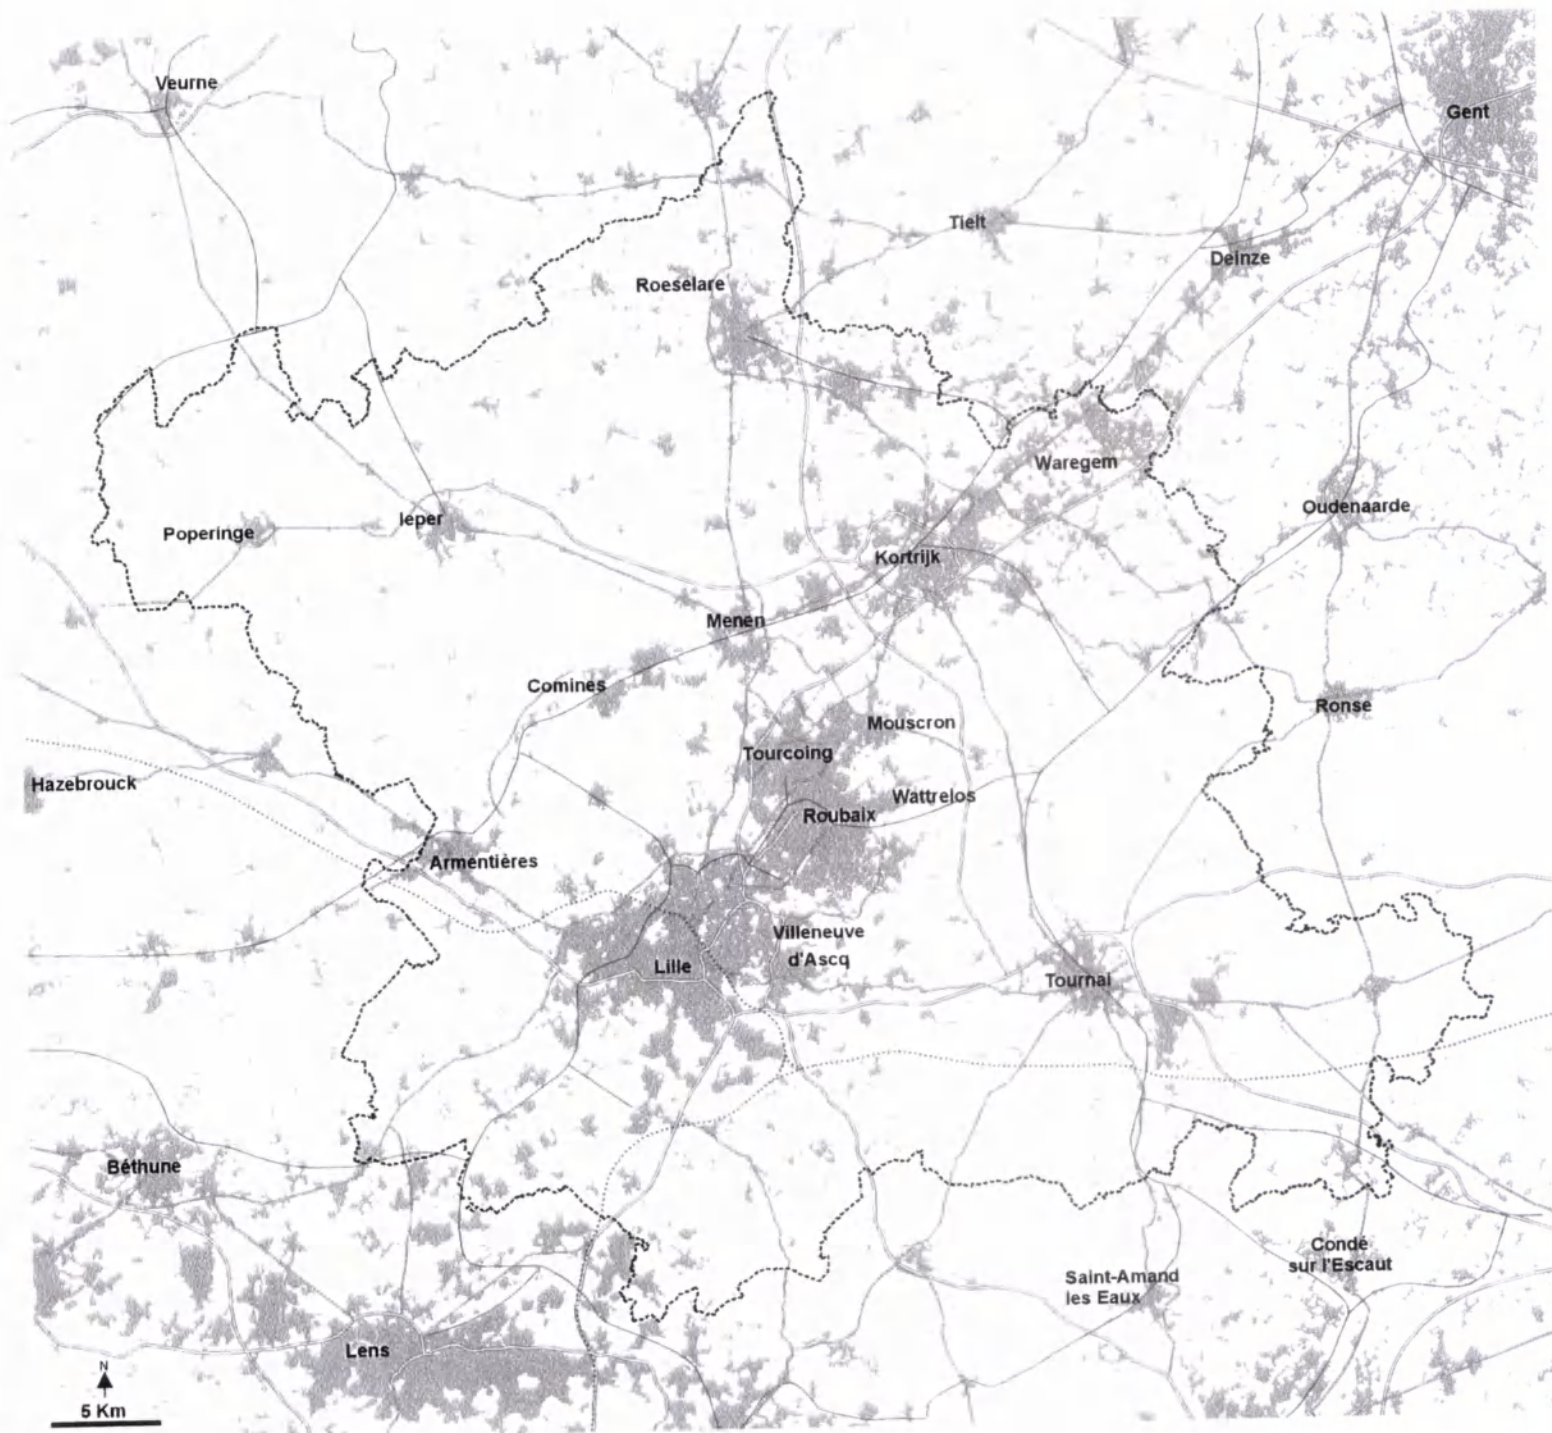 Veurne
Gent
Tielt
Deinze
Roeselare
Waregem
Oudenaarde
Ieper
Poperinge
Kortrijk
Menen
Comines
Ronse
Mouscron
Tourcoing
Hazebrouck
Wattrelos
Roubaix
Armentières
Villeneuve
d'Ascq
Lille
Tournai
Béthune
Condé
sur l'Escaut
Saint-Amand
les Eaux
Lens
N
5 Km